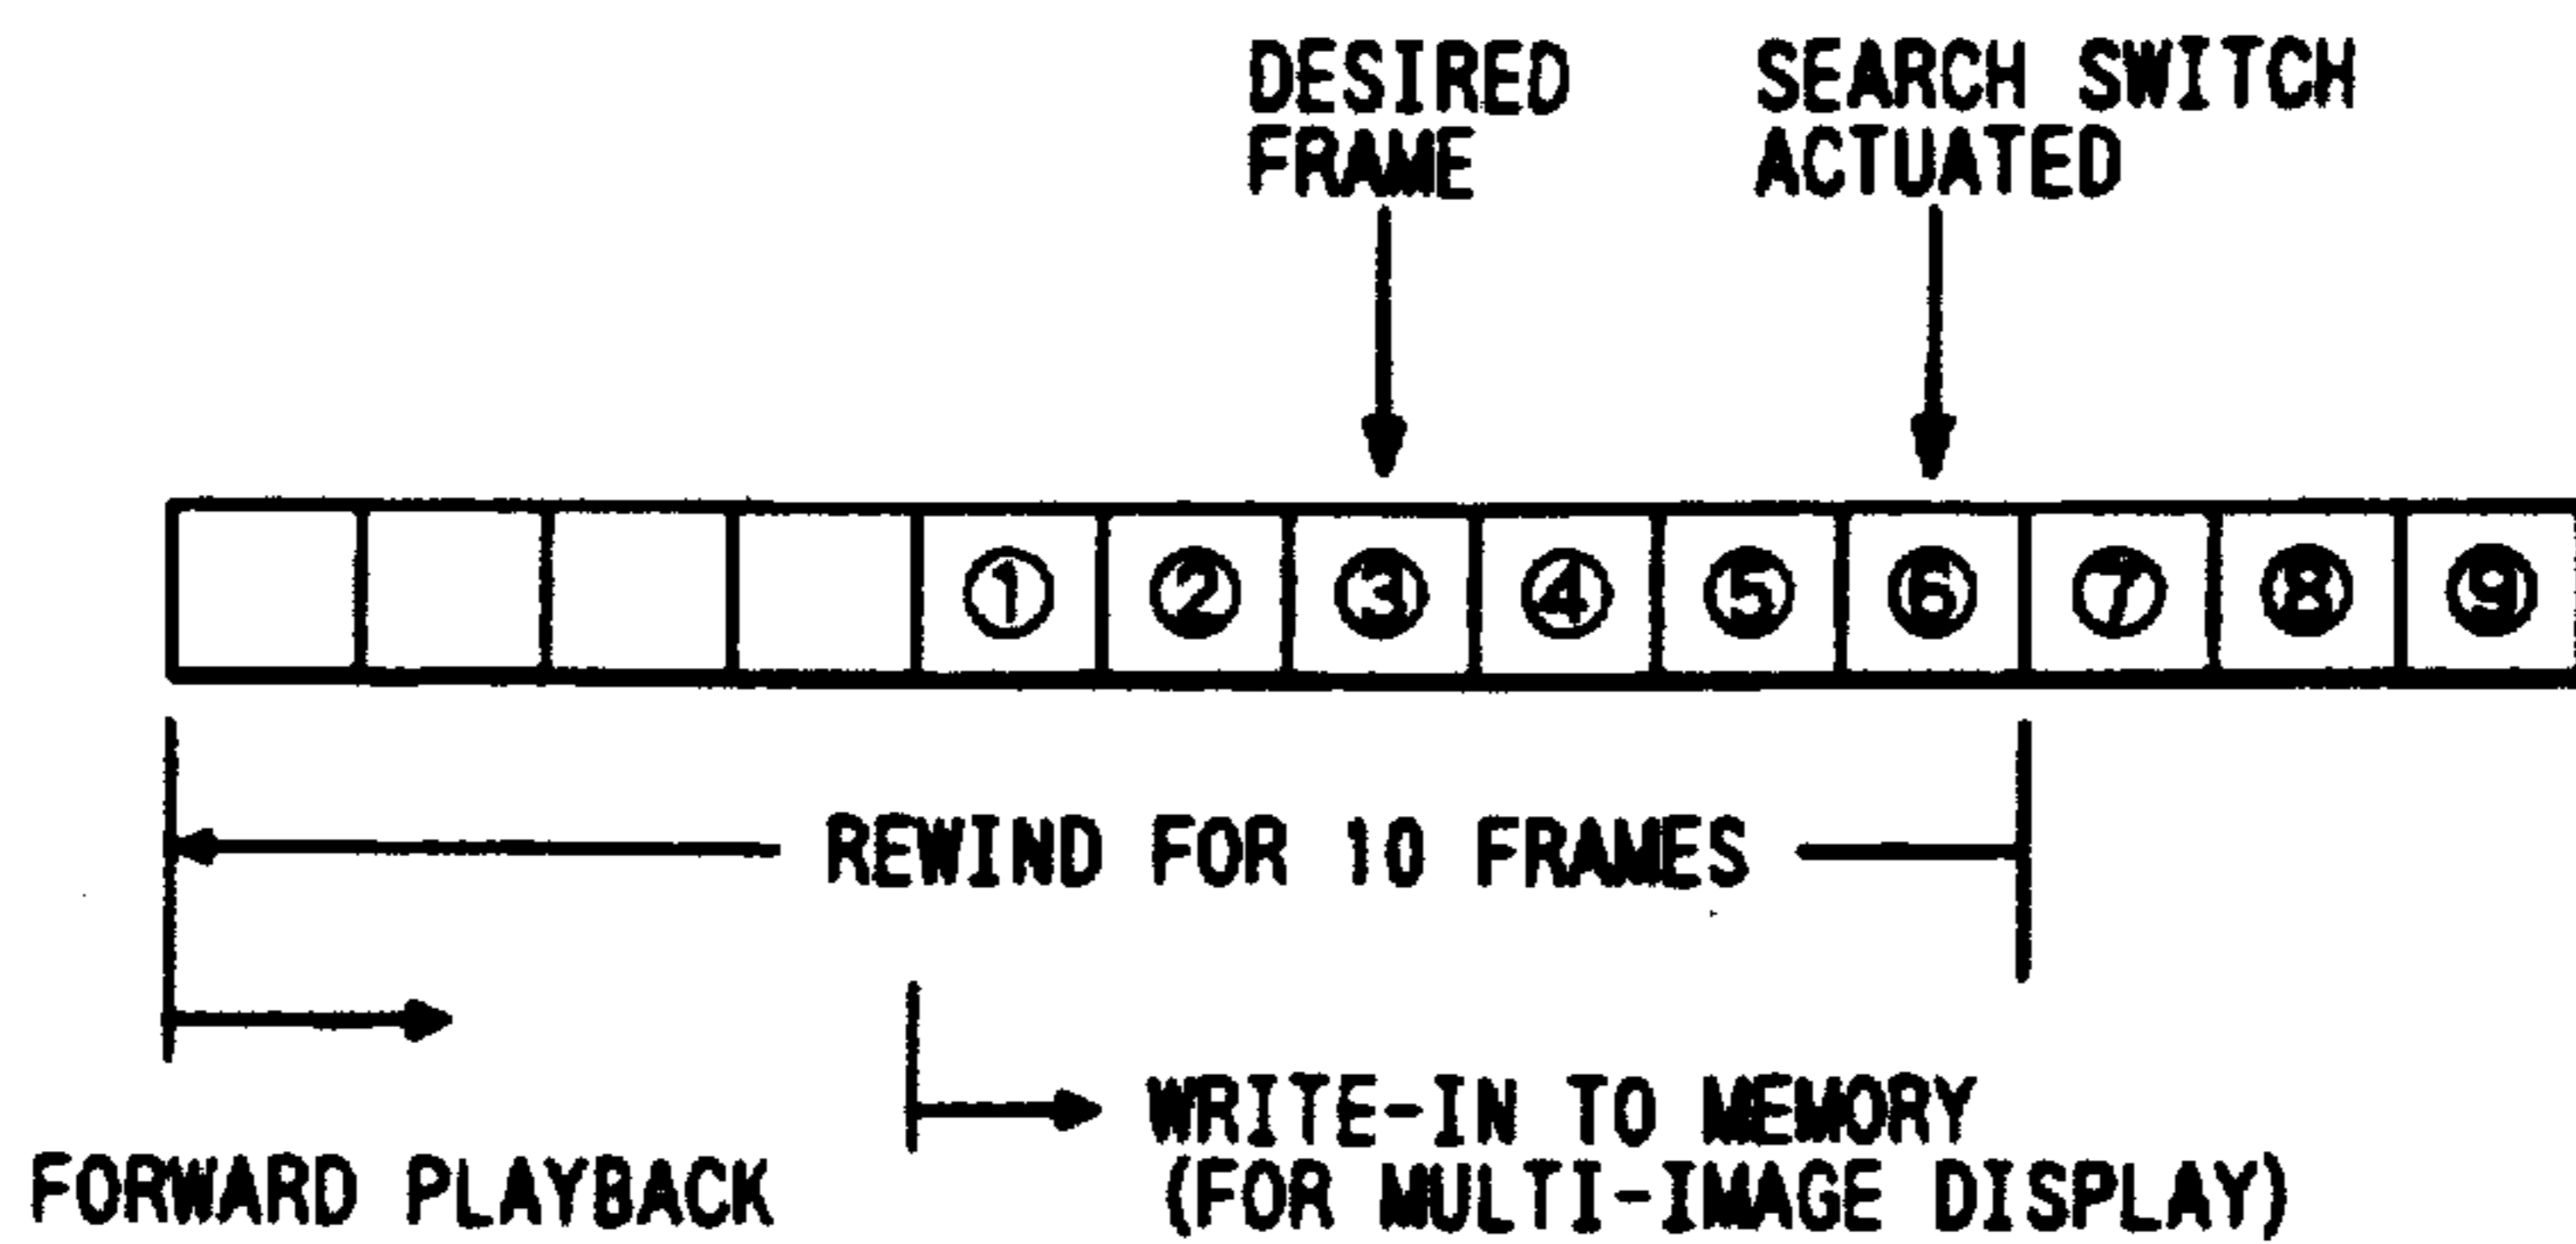 DESIRED
FRAME
SEARCH SWITCH
ACTUATED
① ② ③ ④ ⑤ ⑥ ⑦ ⑧ ⑨
REWIND FOR 10 FRAMES
WRITE-IN TO MEMORY
(FOR MULTI-IMAGE DISPLAY)
FORWARD PLAYBACK